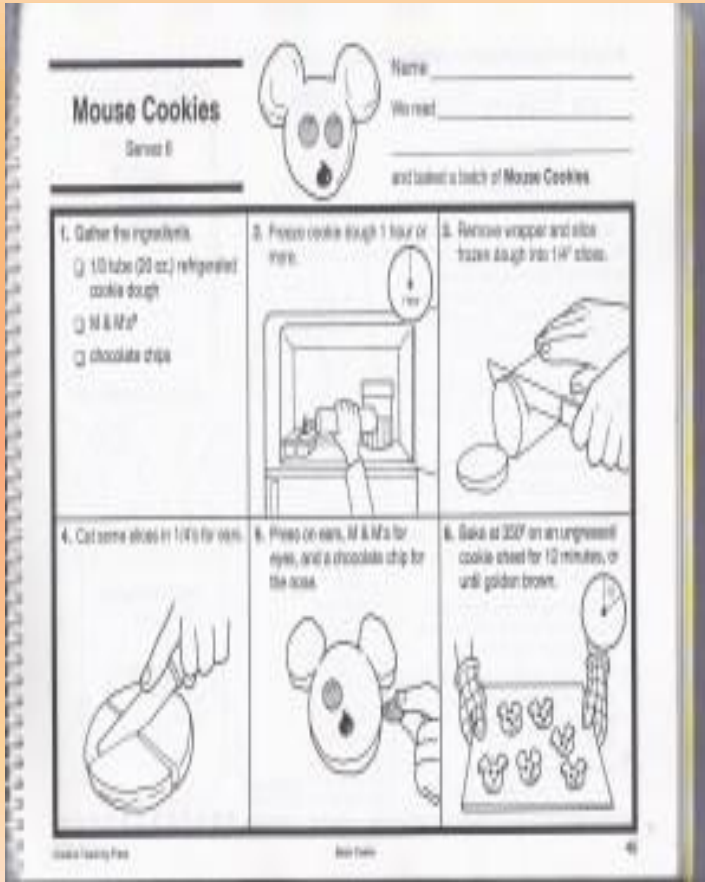 Mouse Cookies
Serves 6
Name
We read
and baked a batch of Mouse Cookies
1. Gather the ingredients.
1/3 tube (20 oz.) refrigerated
cookie dough
M & M's®
chocolate chips
2. Freeze cookie dough 1 hour or
more.
3. Remove wrapper and slice
frozen dough into 1/4" slices.
4. Cut some slices in 1/4's for ears.
5. Press on ears, M & M's for
eyes, and a chocolate chip for
the nose.
6. Bake at 350° on an ungreased
cookie sheet for 12 minutes, or
until golden brown.
Creative Teaching Press